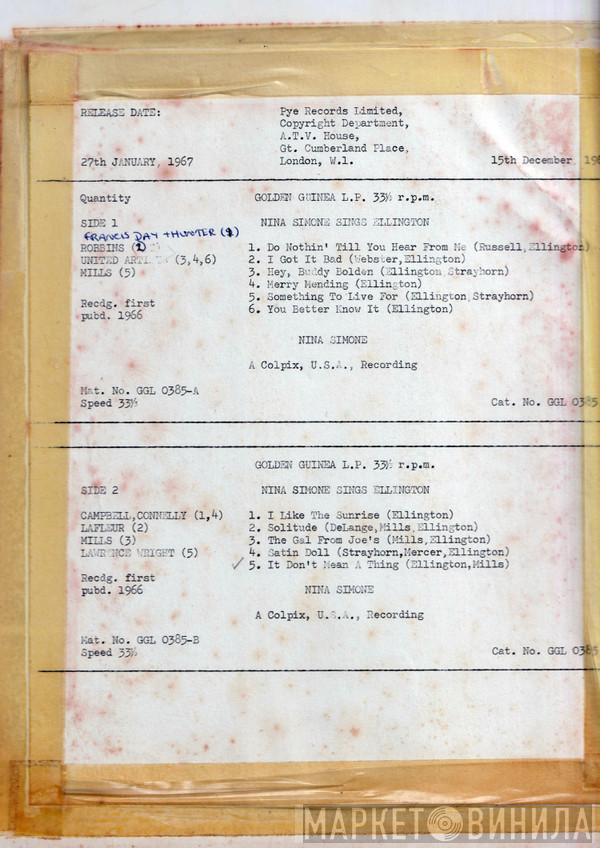 RELEASE DATE:
Pye Records Limited,
Copyright Department,
A.T.V. House,
Gt. Cumberland Place,
27th JANUARY, 1967
London, W.1.
15th December, 196
Quantity
GOLDEN GUINEA L.P. 33⅓ r.p.m.
SIDE 1
NINA SIMONE SINGS ELLINGTON
FRANCIS DAY + HUNTER
ROBBINS
1. Do Nothin' Till You Hear From Me (Russell,Ellington)
UNITED (3,4,6)
2. I Got It Bad (Webster,Ellington)
MILLS (5)
3. Hey, Buddy Bolden (Ellington,Strayhorn)
4. Merry Mending (Ellington)
Recdg. first
5. Something To Live For (Ellington,Strayhorn)
pubd. 1966
6. You Better Know It (Ellington)
NINA SIMONE
A Colpix, U.S.A., Recording
Mat. No. GGL 0385-A
Speed 33⅓
Cat. No. GGL 0385
GOLDEN GUINEA L.P. 33⅓ r.p.m.
SIDE 2
NINA SIMONE SINGS ELLINGTON
CAMPBELL,CONNELLY (1,4)
1. I Like The Sunrise (Ellington)
LAFLEUR (2)
2. Solitude (DeLange,Mills,Ellington)
MILLS (3)
3. The Gal From Joe's (Mills,Ellington)
LAWRENCE WRIGHT (5)
4. Satin Doll (Strayhorn,Mercer,Ellington)
✓ 5. It Don't Mean A Thing (Ellington,Mills)
Recdg. first
pubd. 1966
NINA SIMONE
A Colpix, U.S.A., Recording
Mat. No. GGL 0385-B
Speed 33⅓
Cat. No. GGL 0385
МАРКЕТ ВИНИЛА